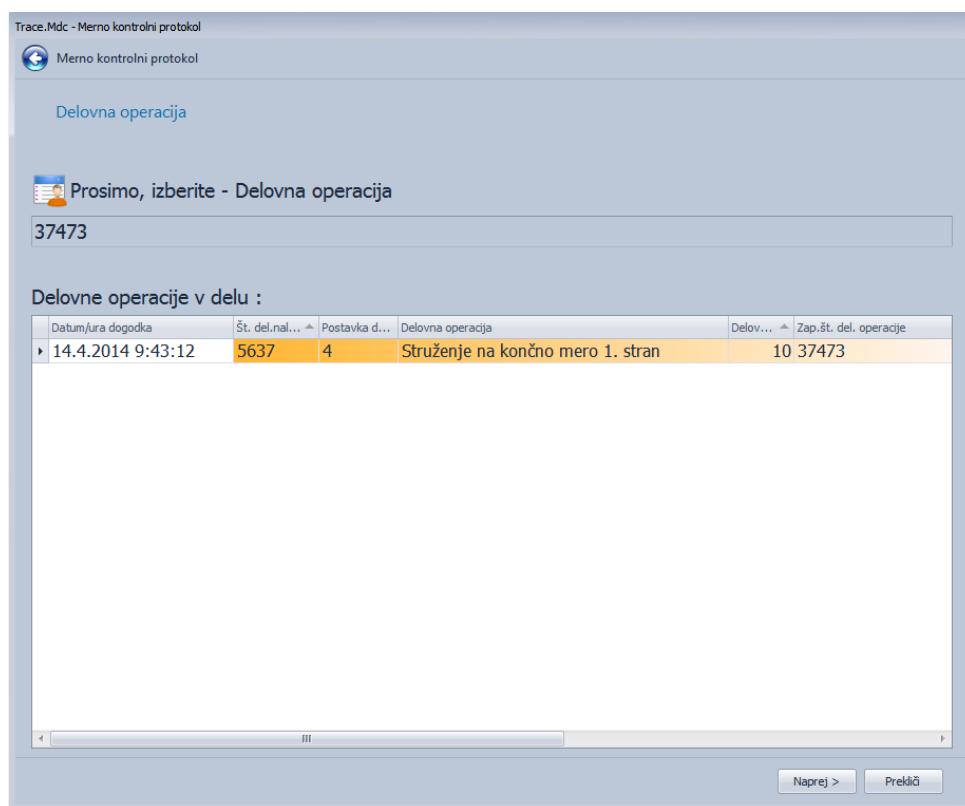 Trace.Mdc - Merno kontrolni protokol
Merno kontrolni protokol
Delovna operacija
Prosimo, izberite - Delovna operacija
37473
Delovne operacije v delu :
Datum/ura dogodka Št. del.nal... Postavka d... Delovna operacija Delov... Zap.št. del. operacije
14.4.2014 9:43:12 5637 4 Struženje na končno mero 1. stran 10 37473
Naprej > Prekliči